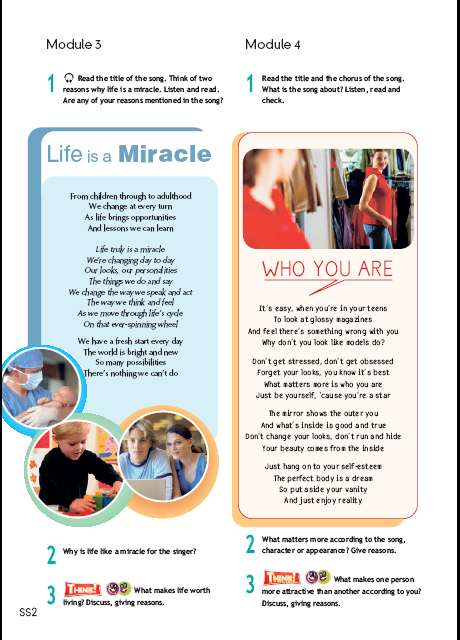 Module 3
1 Read the title of the song. Think of two
reasons why life is a miracle. Listen and read.
Are any of your reasons mentioned in the song?
Life is a Miracle
From children through to adulthood
We change at every turn
As life brings opportunities
And lessons we can learn
Life truly is a miracle
We're changing day to day
Our looks, our personalities
The things we do and say
We change the way we speak and act
The way we think and feel
As we move through life's cycle
On that ever-spinning wheel
We have a fresh start every day
The world is bright and new
So many possibilities
There's nothing we can't do
2 Why is life like a miracle for the singer?
3 THINK! What makes life worth
living? Discuss, giving reasons.
SS2
Module 4
1 Read the title and the chorus of the song.
What is the song about? Listen, read and
check.
WHO YOU ARE
It's easy, when you're in your teens
To look at glossy magazines
And feel there's something wrong with you
Why don't you look like models do?
Don't get stressed, don't get obsessed
Forget your looks, you know it's best
What matters more is who you are
Just be yourself, 'cause you're a star
The mirror shows the outer you
And what's inside is good and true
Don't change your looks, don't run and hide
Your beauty comes from the inside
Just hang on to your self-esteem
The perfect body is a dream
So put aside your vanity
And just enjoy reality
2 What matters more according to the song,
character or appearance? Give reasons.
3 THINK! What makes one person
more attractive than another according to you?
Discuss, giving reasons.